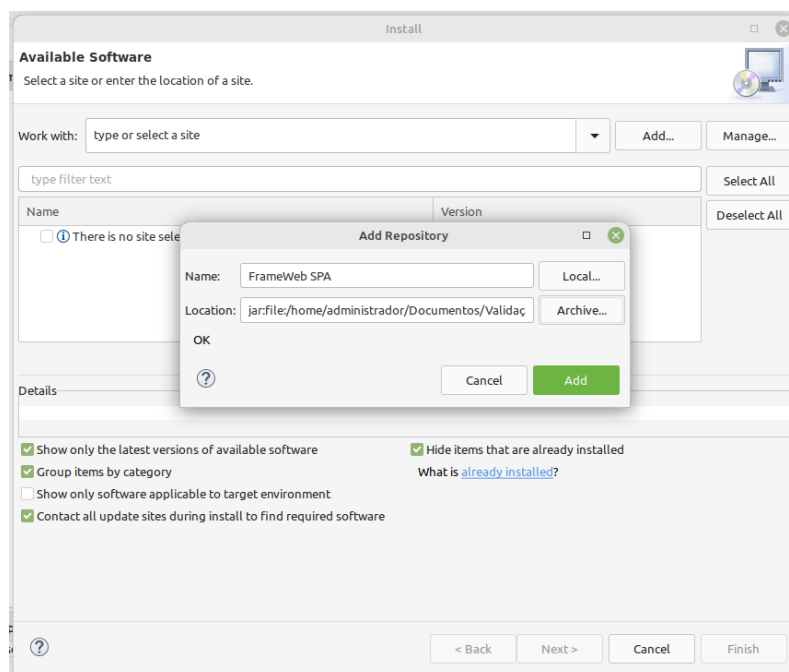 Install
Available Software
Select a site or enter the location of a site.
Work with: type or select a site Add... Manage...
type filter text Select All
Name Version Deselect All
There is no site sele
Add Repository
Name: FrameWeb SPA Local...
Location: jar:file:/home/administrador/Documentos/Validaç Archive...
OK
Cancel Add
Details
Show only the latest versions of available software Hide items that are already installed
Group items by category What is already installed?
Show only software applicable to target environment
Contact all update sites during install to find required software
< Back Next > Cancel Finish